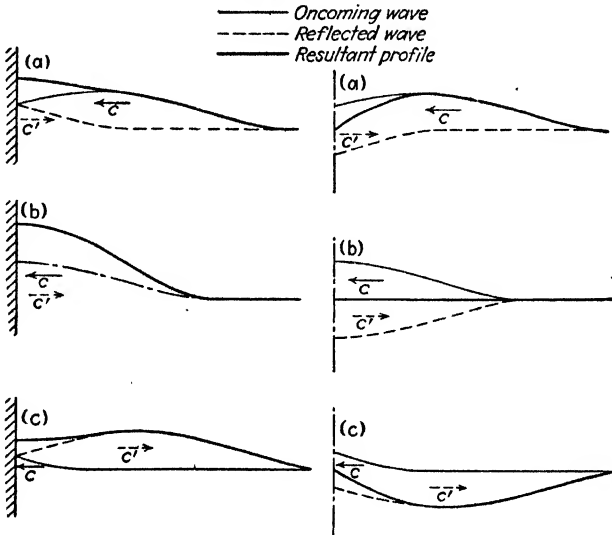 Oncoming wave
Reflected wave
Resultant profile
(a)
c
c'
(a)
c
c'
(b)
c
c'
(b)
c
c'
(c)
c'
c
(c)
c
c'